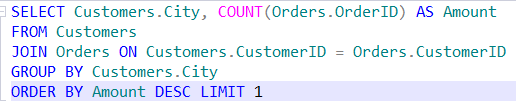 SELECT Customers.City, COUNT(Orders.OrderID) AS Amount
FROM Customers
JOIN Orders ON Customers.CustomerID = Orders.CustomerID
GROUP BY Customers.City
ORDER BY Amount DESC LIMIT 1